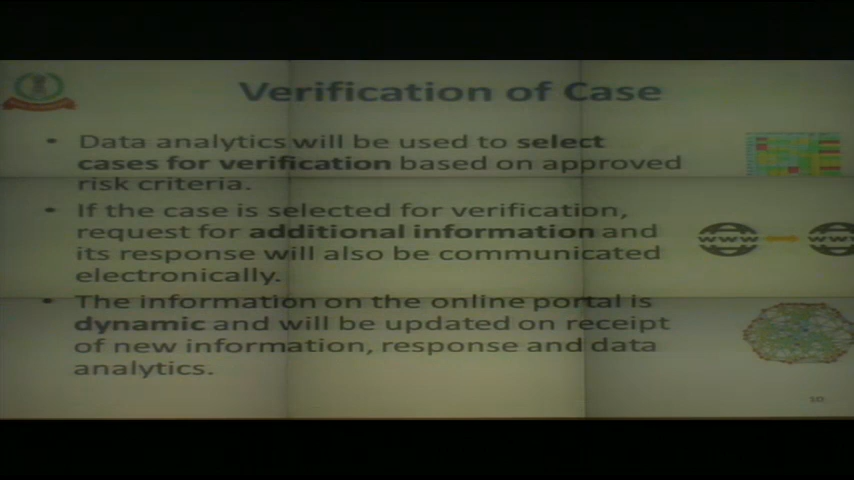 Verification of Case
• Data analytics will be used to select
cases for verification based on approved
risk criteria.
• If the case is selected for verification,
request for additional information and
its response will also be communicated
electronically.
www
www
• The information on the online portal is
dynamic and will be updated on receipt
of new information, response and data
analytics.
10